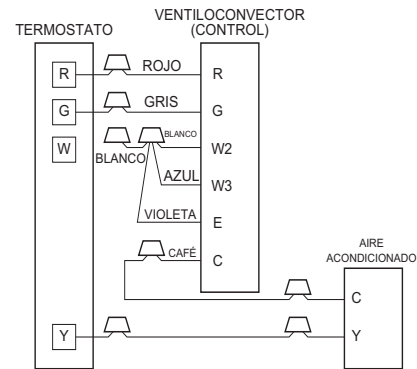 VENTILOCONVECTOR
(CONTROL)
TERMOSTATO
R ROJO R
G GRIS G
W BLANCO BLANCO W2
AZUL W3
VIOLETA E
CAFÉ C
AIRE
ACONDICIONADO
C
Y Y